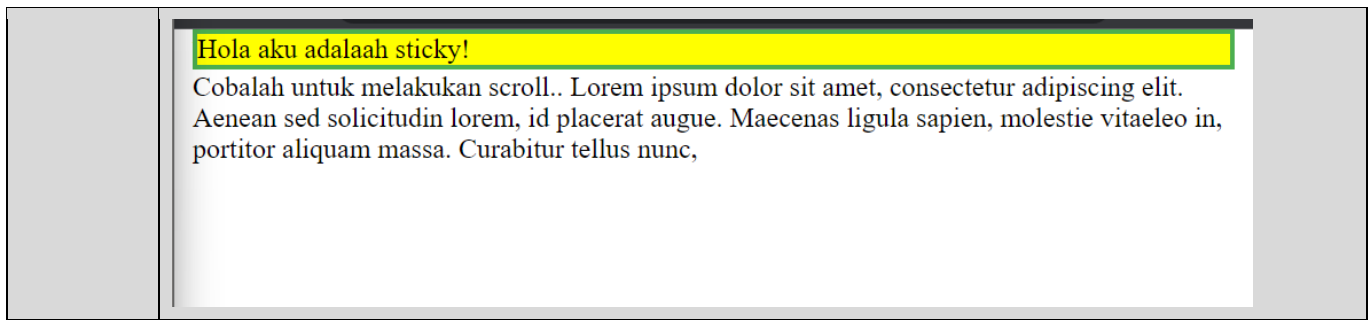 Hola aku adalaah sticky!
Cobalah untuk melakukan scroll.. Lorem ipsum dolor sit amet, consectetur adipiscing elit.
Aenean sed solicitudin lorem, id placerat augue. Maecenas ligula sapien, molestie vitaeleo in,
portitor aliquam massa. Curabitur tellus nunc,